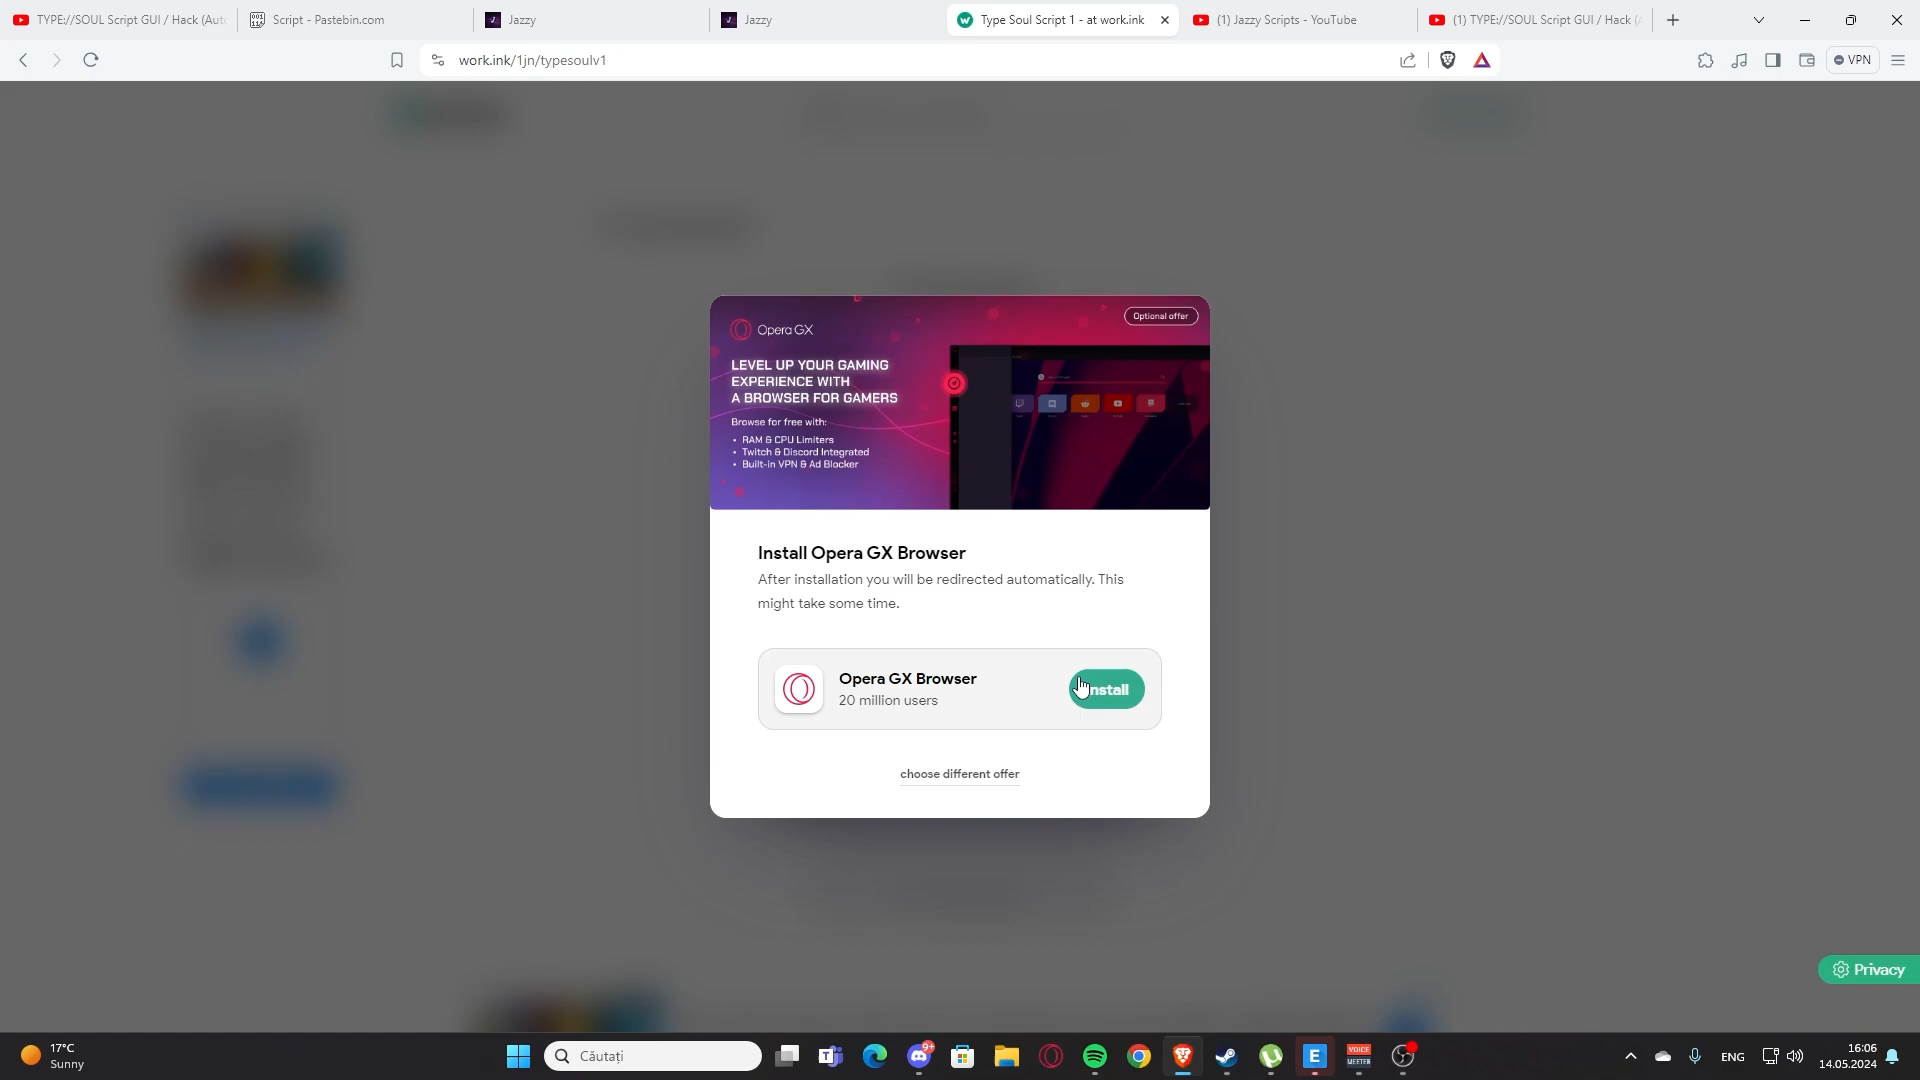 TYPE://SOUL Script GUI / Hack (Aut
Script - Pastebin.com
Jazzy
Jazzy
Type Soul Script 1 - at work.ink
(1) Jazzy Scripts - YouTube
(1) TYPE://SOUL Script GUI / Hack (A
work.ink/1jn/typesoulv1
VPN
Opera GX
Optional offer
LEVEL UP YOUR GAMING
EXPERIENCE WITH
A BROWSER FOR GAMERS
Browse for free with:
• RAM & CPU Limiters
• Twitch & Discord Integrated
• Built-in VPN & Ad Blocker
Install Opera GX Browser
After installation you will be redirected automatically. This
might take some time.
Opera GX Browser
20 million users
Install
choose different offer
Privacy
17°C
Sunny
Căutați
9+
E
VOICE
MEETER
ENG
16:06
14.05.2024